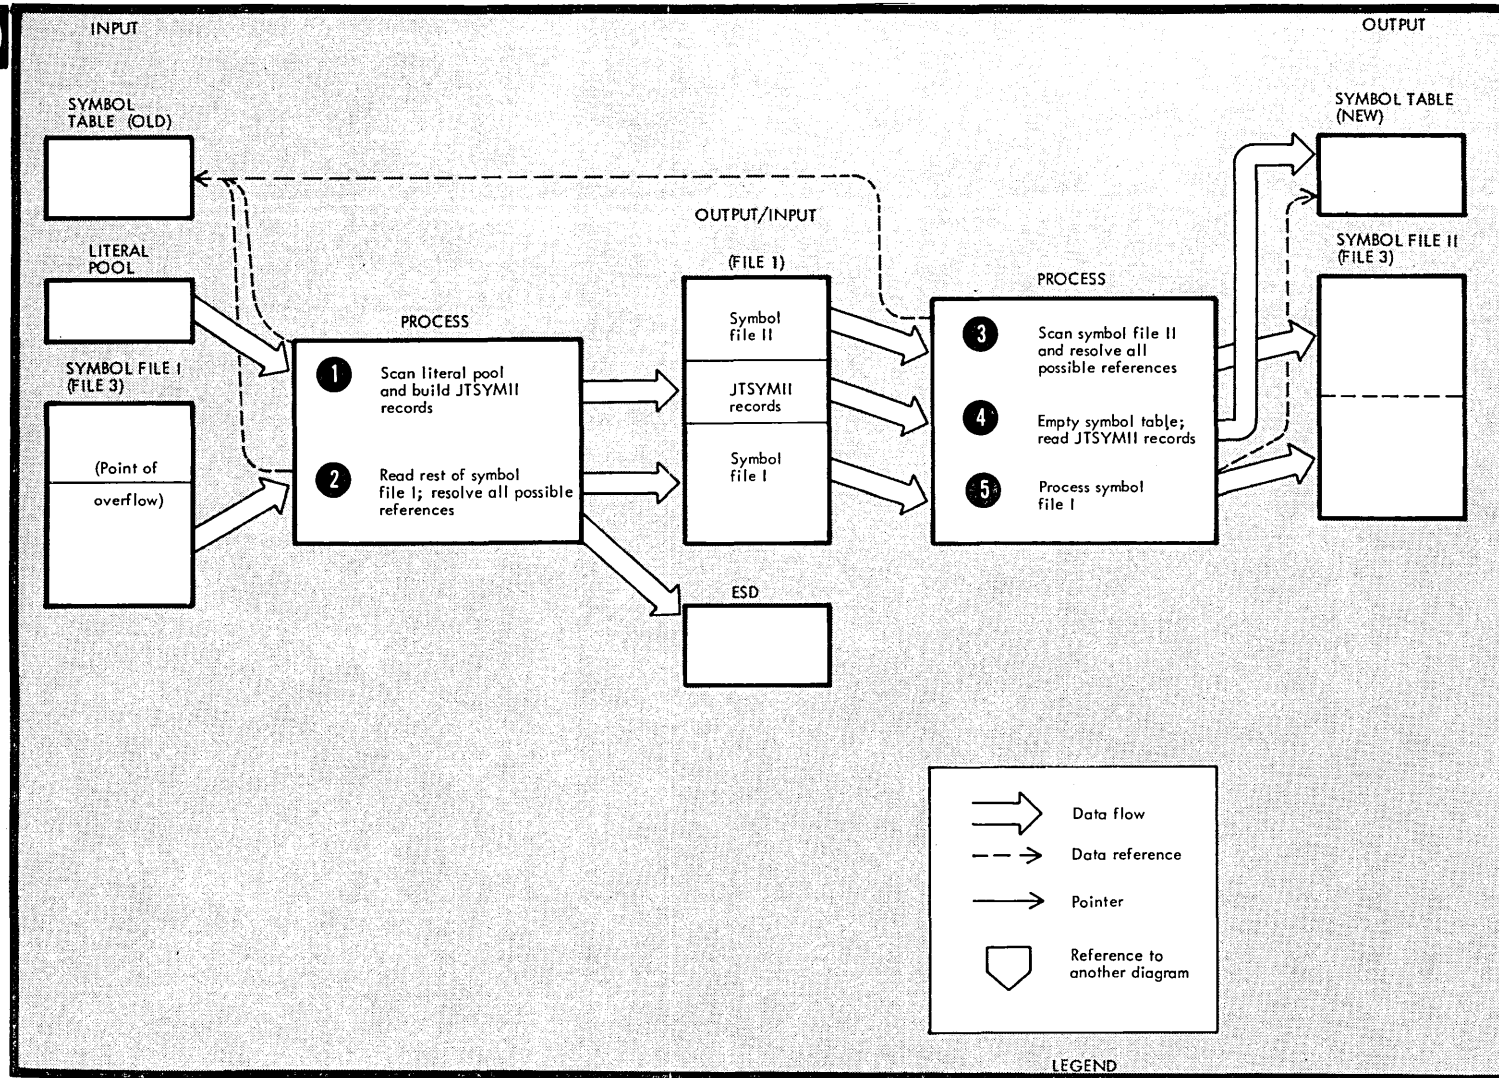 INPUT
OUTPUT
SYMBOL
TABLE (OLD)
LITERAL
POOL
SYMBOL FILE I
(FILE 3)
(Point of
overflow)
PROCESS
1
Scan literal pool
and build JTSYMII
records
2
Read rest of symbol
file I; resolve all possible
references
OUTPUT/INPUT
(FILE 1)
Symbol
file II
JTSYMII
records
Symbol
file I
ESD
PROCESS
3
Scan symbol file II
and resolve all
possible references
4
Empty symbol table;
read JTSYMII records
5
Process symbol
file I
SYMBOL TABLE
(NEW)
SYMBOL FILE II
(FILE 3)
Data flow
Data reference
Pointer
Reference to
another diagram
LEGEND